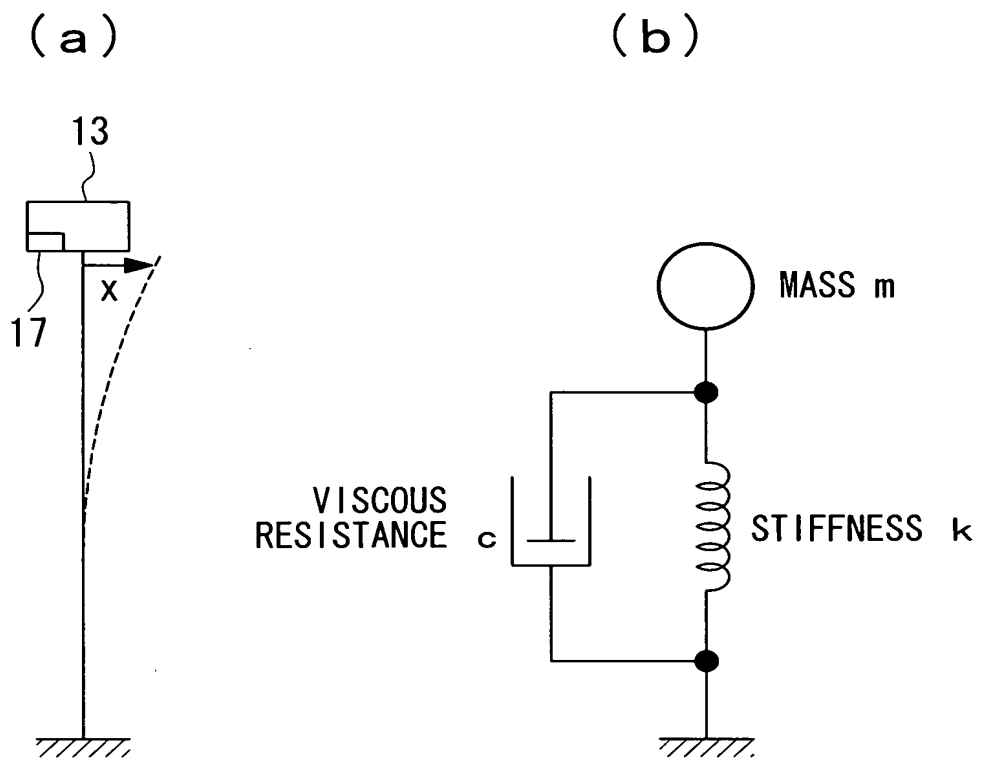 (a)
(b)
13
X
17
MASS m
VISCOUS
RESISTANCE c
STIFFNESS k